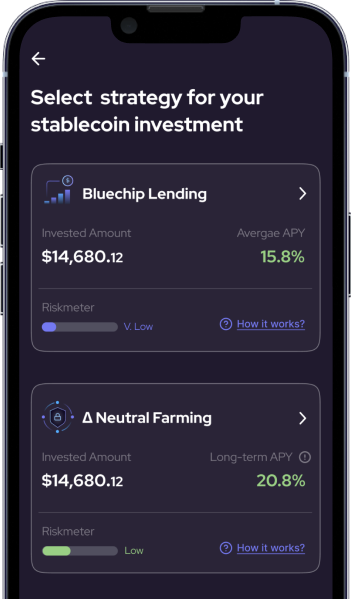 Select strategy for your
stablecoin investment
Bluechip Lending
Invested Amount
Avergae APY
$14,680.12
15.8%
Riskmeter
V. Low
How it works?
Δ Neutral Farming
Invested Amount
Long-term APY
$14,680.12
20.8%
Riskmeter
Low
How it works?